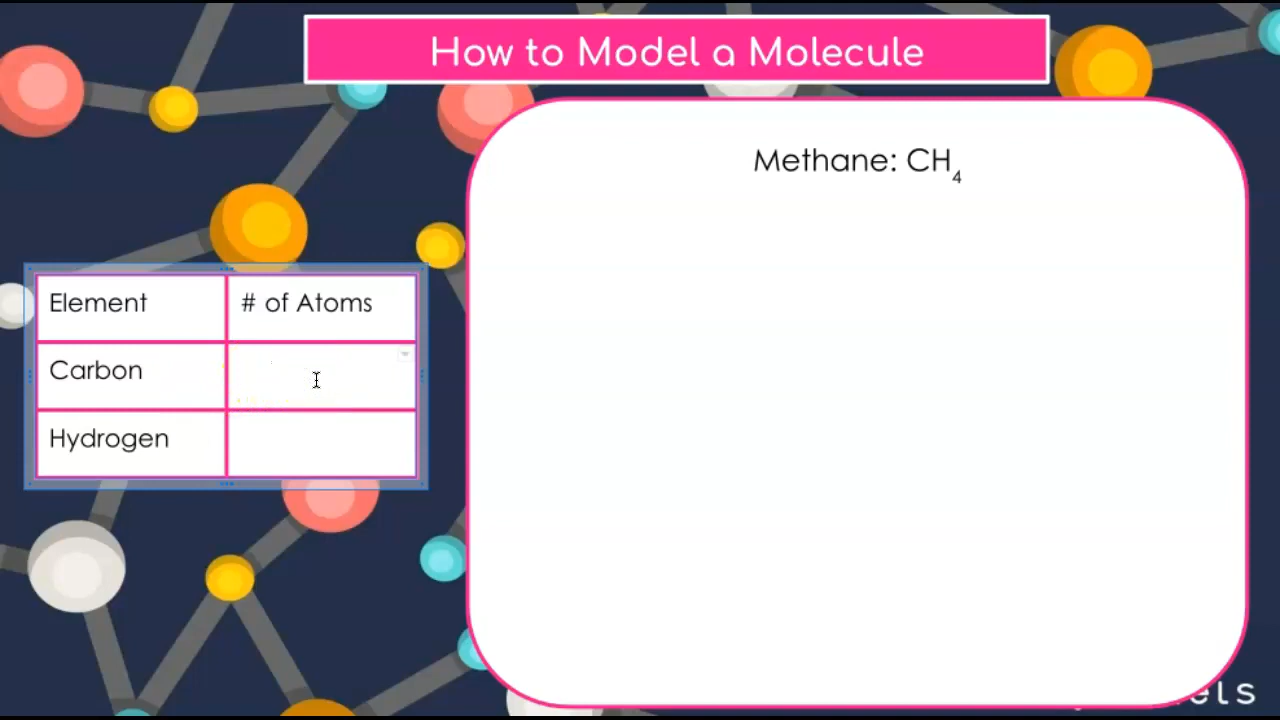 How to Model a Molecule
Methane: CH₄
Element # of Atoms
Carbon
Hydrogen